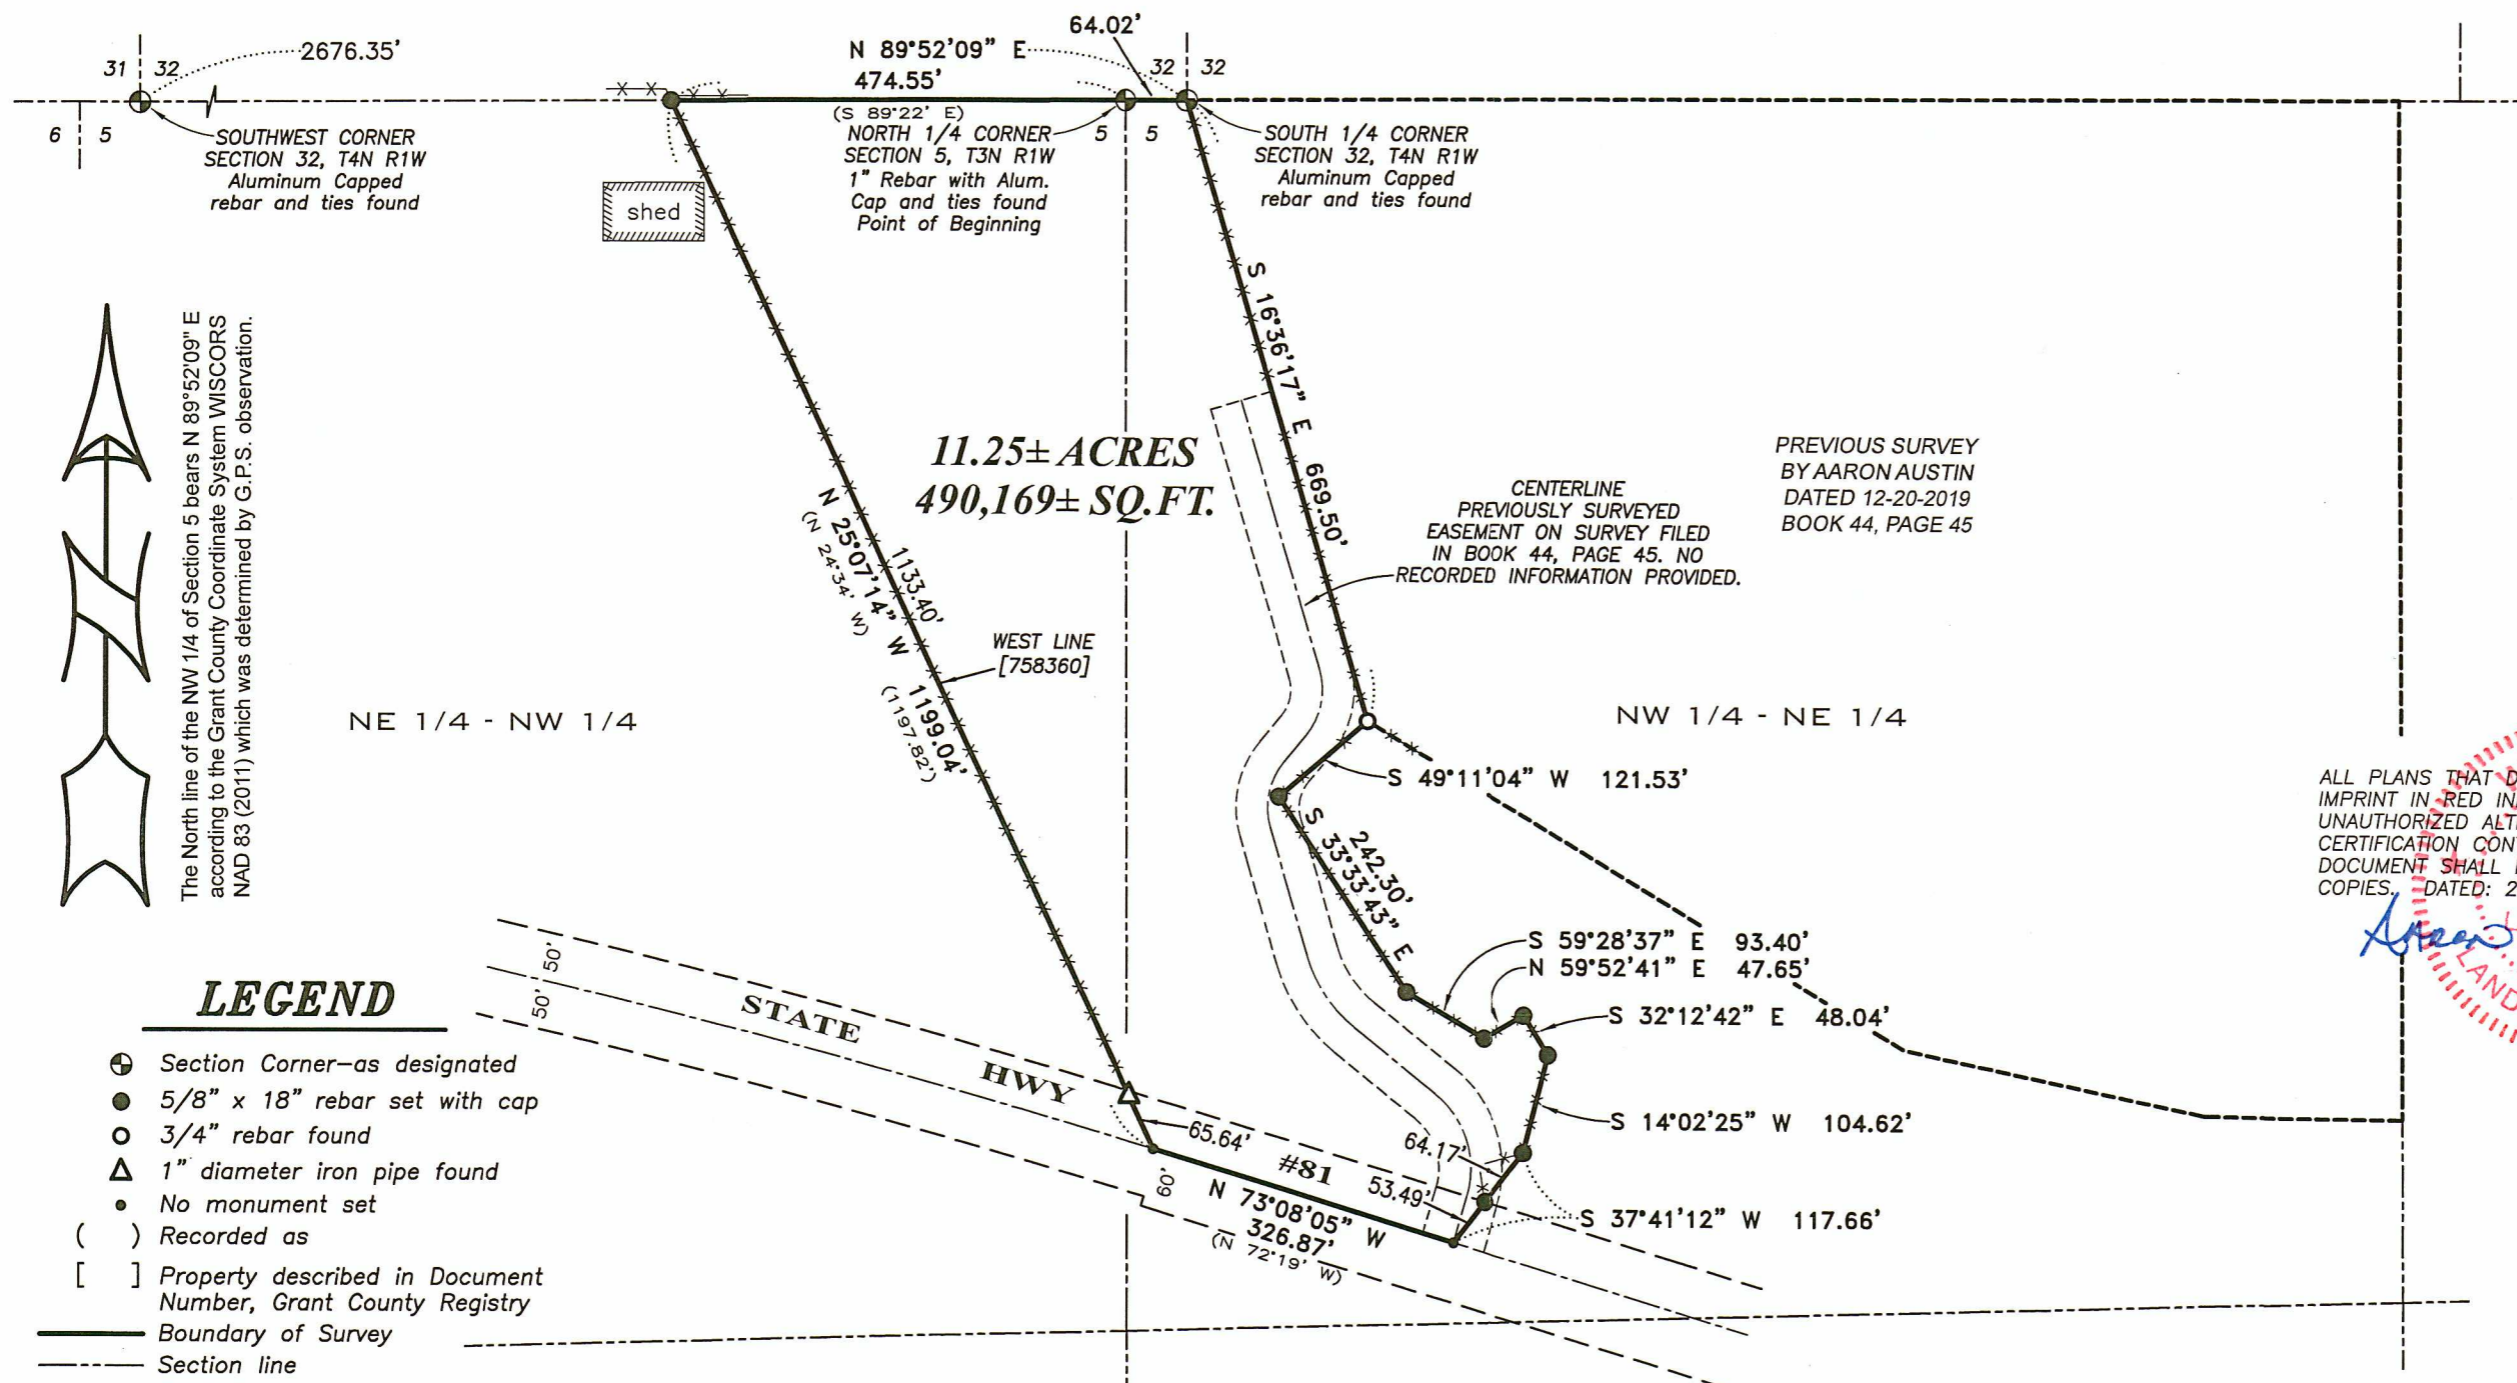 64.02'
2676.35'
N 89°52'09" E
474.55'
31 32
32 32
(S 89°22' E)
6 5
5 5
SOUTHWEST CORNER
SECTION 32, T4N R1W
Aluminum Capped
rebar and ties found
NORTH 1/4 CORNER
SECTION 5, T3N R1W
1" Rebar with Alum.
Cap and ties found
Point of Beginning
SOUTH 1/4 CORNER
SECTION 32, T4N R1W
Aluminum Capped
rebar and ties found
shed
The North line of the NW 1/4 of Section 5 bears N 89°52'09" E
according to the Grant County Coordinate System WISCORS
NAD 83 (2011) which was determined by G.P.S. observation.
N
S 16°36'17" E 669.50'
11.25± ACRES
490,169± SQ.FT.
PREVIOUS SURVEY
BY AARON AUSTIN
DATED 12-20-2019
BOOK 44, PAGE 45
CENTERLINE
PREVIOUSLY SURVEYED
EASEMENT ON SURVEY FILED
IN BOOK 44, PAGE 45. NO
RECORDED INFORMATION PROVIDED.
1133.40'
N 25°07'14" W 1199.04'
(N 24°34' W) (1197.82')
WEST LINE
[758360]
NE 1/4 - NW 1/4
NW 1/4 - NE 1/4
S 49°11'04" W 121.53'
242.30'
S 33°33'43" E
ALL PLANS THAT D
IMPRINT IN RED IN
UNAUTHORIZED ALT
CERTIFICATION CON
DOCUMENT SHALL
COPIES. DATED: 2
Aaron
LAND
S 59°28'37" E 93.40'
N 59°52'41" E 47.65'
S 32°12'42" E 48.04'
S 14°02'25" W 104.62'
S 37°41'12" W 117.66'
50'
50'
STATE
HWY
#81
65.64'
64.17'
53.49'
60'
N 73°08'05" W
326.87'
(N 72°19' W)
LEGEND
Section Corner-as designated
5/8" x 18" rebar set with cap
3/4" rebar found
1" diameter iron pipe found
No monument set
( ) Recorded as
[ ] Property described in Document
Number, Grant County Registry
Boundary of Survey
Section line